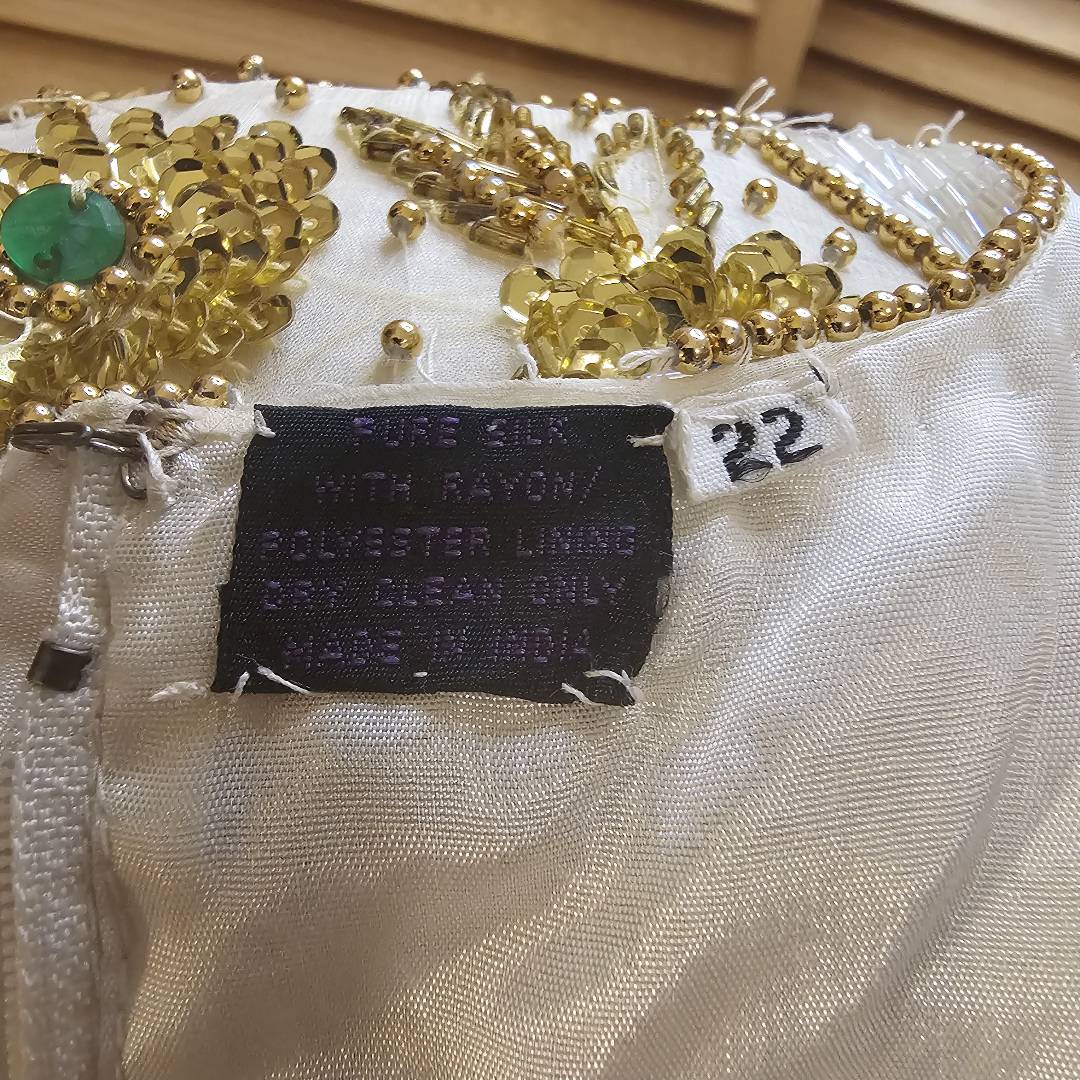 PURE SILK
WITH RAYON/
POLYESTER LINING
DRY CLEAN ONLY
MADE IN INDIA
22